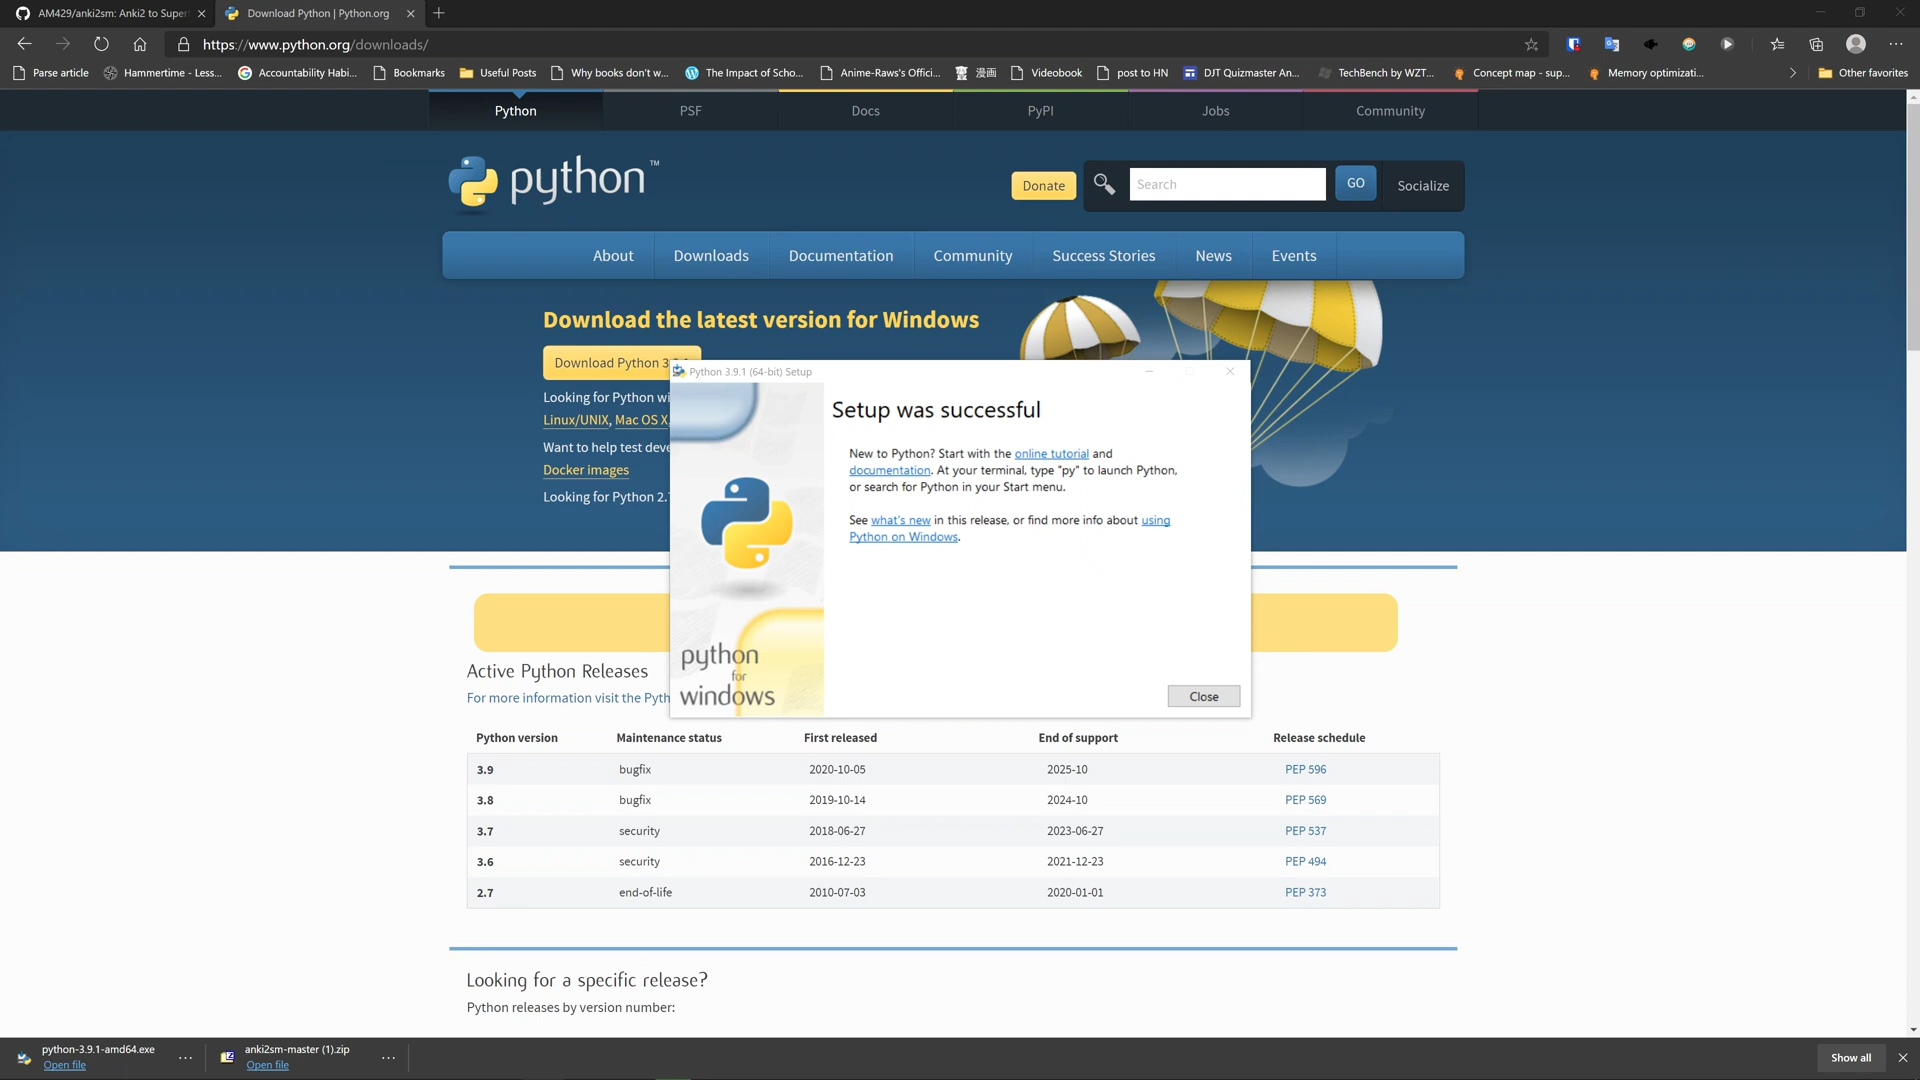 AM429/anki2sm: Anki2 to Super
Download Python | Python.org
https://www.python.org/downloads/
Parse article
Hammertime - Less...
Accountability Habi...
Bookmarks
Useful Posts
Why books don't w...
The Impact of Scho...
Anime-Raws's Offici...
漫画
Videobook
post to HN
DJT Quizmaster An...
TechBench by WZT...
Concept map - sup...
Memory optimizati...
Other favorites
Python
PSF
Docs
PyPI
Jobs
Community
python™
Donate
Search
GO
Socialize
About
Downloads
Documentation
Community
Success Stories
News
Events
Download the latest version for Windows
Download Python 3
Looking for Python wi
Linux/UNIX, Mac OS X,
Want to help test deve
Docker images
Looking for Python 2.
Python 3.9.1 (64-bit) Setup
Setup was successful
New to Python? Start with the online tutorial and
documentation. At your terminal, type "py" to launch Python,
or search for Python in your Start menu.
See what's new in this release, or find more info about using
Python on Windows.
python
for
windows
Close
Active Python Releases
For more information visit the Pyth
Python version Maintenance status First released End of support Release schedule
3.9 bugfix 2020-10-05 2025-10 PEP 596
3.8 bugfix 2019-10-14 2024-10 PEP 569
3.7 security 2018-06-27 2023-06-27 PEP 537
3.6 security 2016-12-23 2021-12-23 PEP 494
2.7 end-of-life 2010-07-03 2020-01-01 PEP 373
Looking for a specific release?
Python releases by version number:
python-3.9.1-amd64.exe
Open file
anki2sm-master (1).zip
Open file
Show all